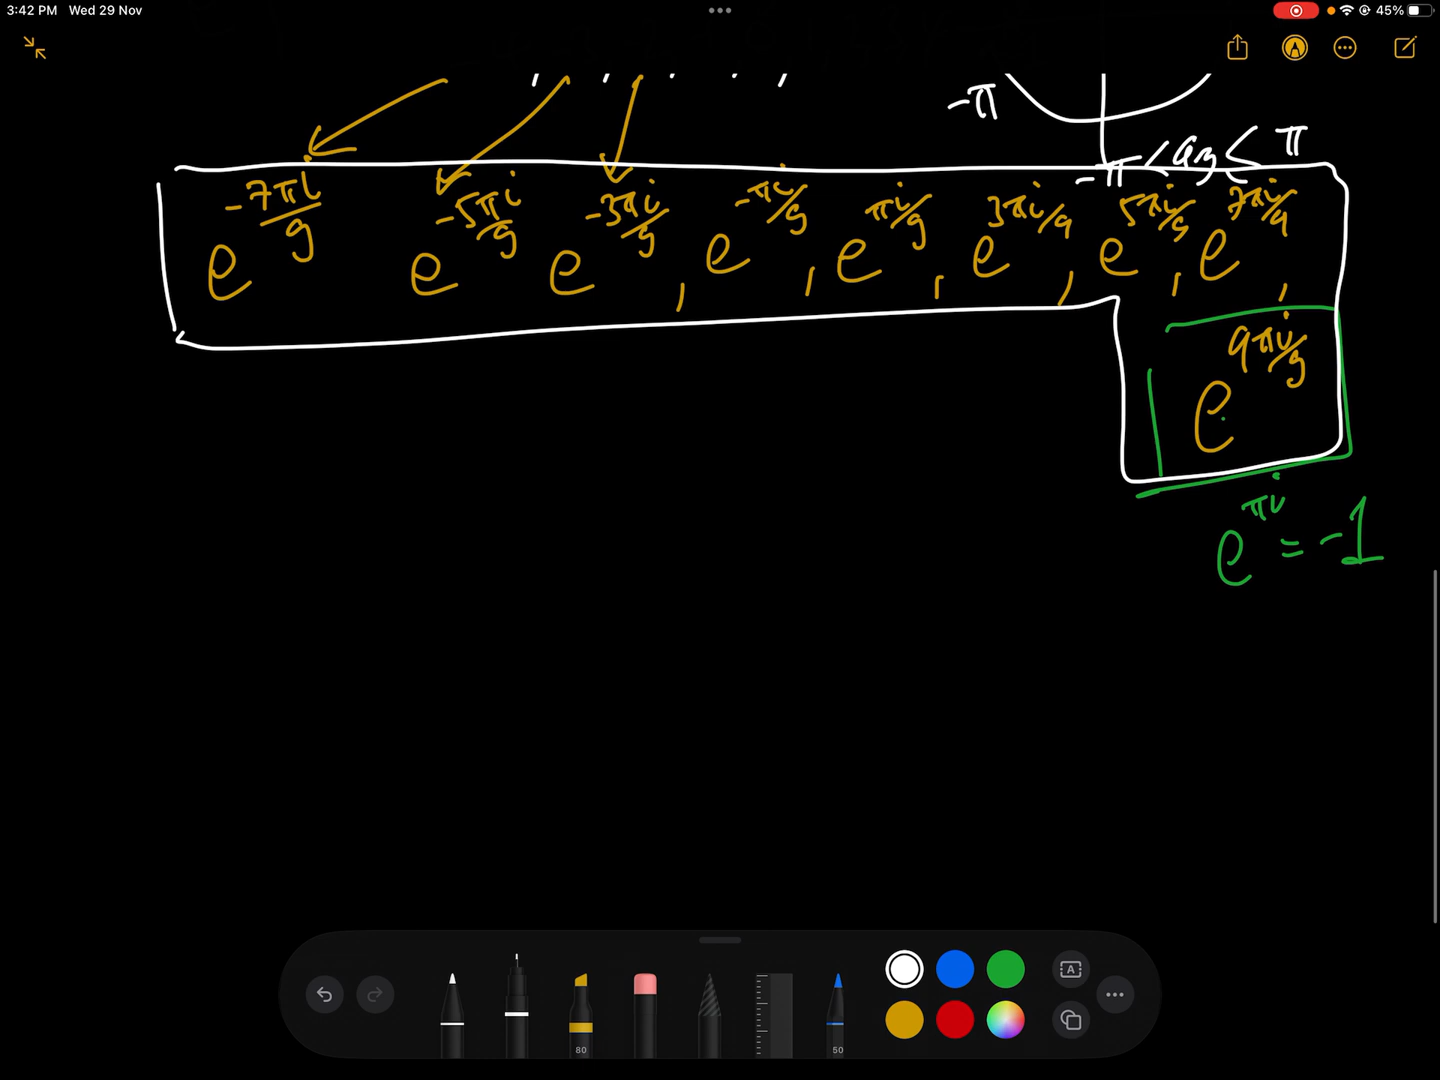 3:42 PM Wed 29 Nov
45%
-π
-π < arg < π
e^{-7πi/9} e^{-5πi/9} e^{-3πi/9}, e^{-πi/9}, e^{πi/9}, e^{3πi/9}, e^{5πi/9}, e^{7πi/9},
e^{9πi/9}
e^{πi} = -1
80
50
A